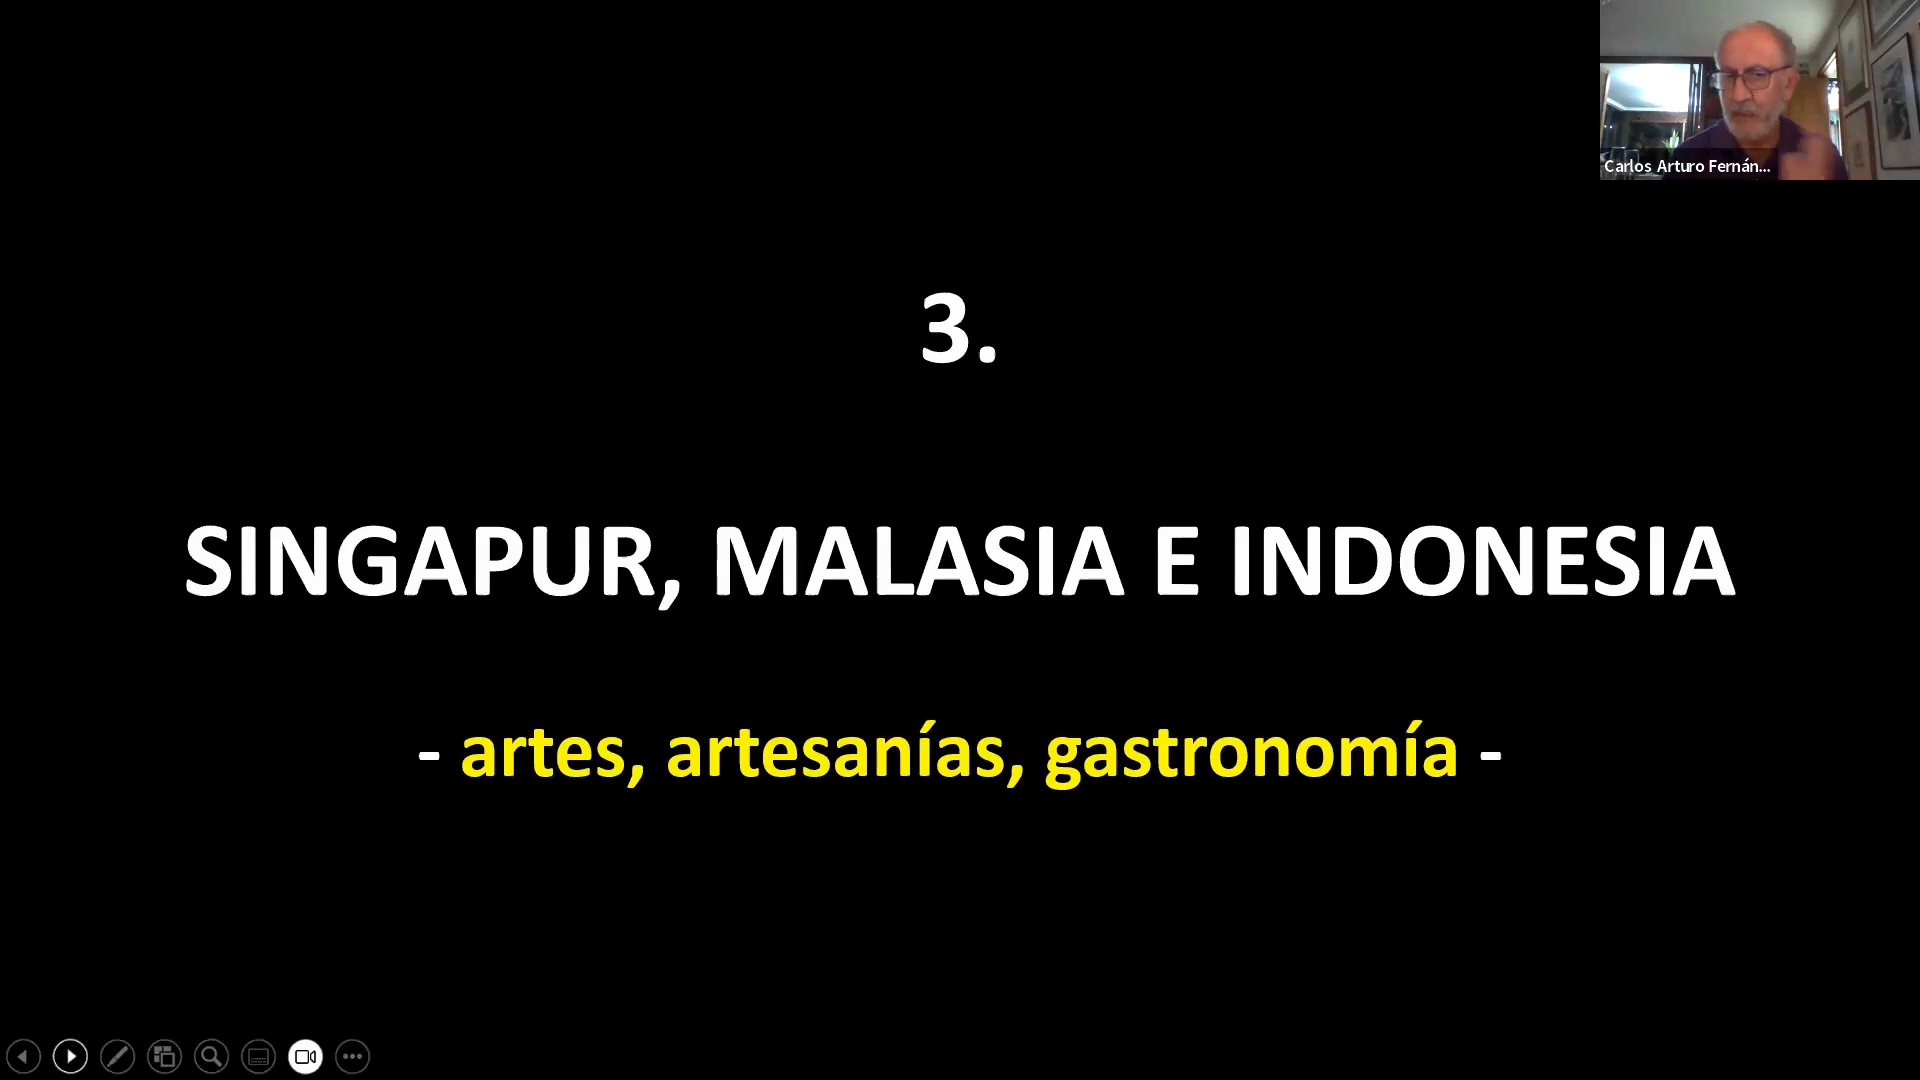 Carlos Arturo Fernán...
3.
SINGAPUR, MALASIA E INDONESIA
- artes, artesanías, gastronomía -